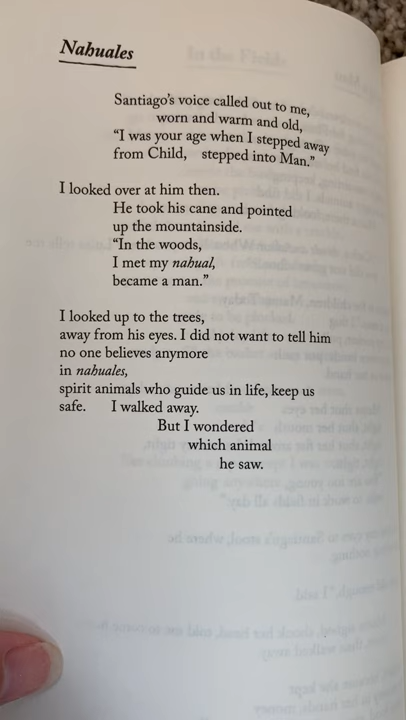 Nahuales
Santiago's voice called out to me,
worn and warm and old,
"I was your age when I stepped away
from Child, stepped into Man."
I looked over at him then.
He took his cane and pointed
up the mountainside.
"In the woods,
I met my nahual,
became a man."
I looked up to the trees,
away from his eyes. I did not want to tell him
no one believes anymore
in nahuales,
spirit animals who guide us in life, keep us
safe. I walked away.
But I wondered
which animal
he saw.